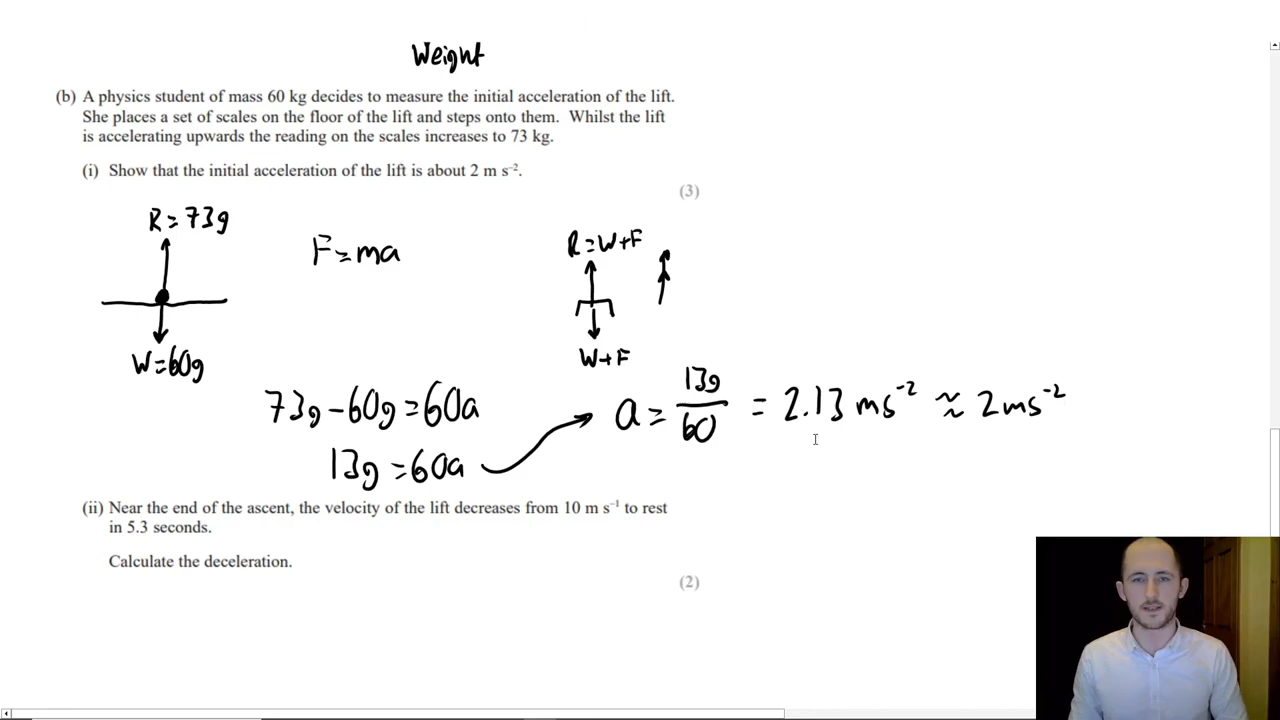 Weight
(b) A physics student of mass 60 kg decides to measure the initial acceleration of the lift.
She places a set of scales on the floor of the lift and steps onto them. Whilst the lift
is accelerating upwards the reading on the scales increases to 73 kg.
(i) Show that the initial acceleration of the lift is about 2 m s⁻².
(3)
R=73g
F=ma
R=W+F
W=60g
W+F
73g-60g=60a
a = 13g/60 = 2.13 ms⁻² ≈ 2ms⁻²
13g=60a
(ii) Near the end of the ascent, the velocity of the lift decreases from 10 m s⁻¹ to rest
in 5.3 seconds.
Calculate the deceleration.
(2)